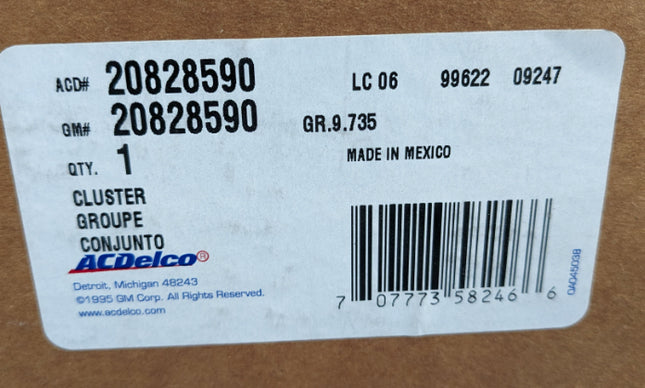 ACD# 20828590 LC 06 99622 09247
GM# 20828590 GR.9.735
QTY. 1 MADE IN MEXICO
CLUSTER
GROUPE
CONJUNTO
ACDelco®
Detroit, Michigan 48243
©1995 GM Corp. All Rights Reserved.
www.acdelco.com
7 07773 58246 6
0A045038